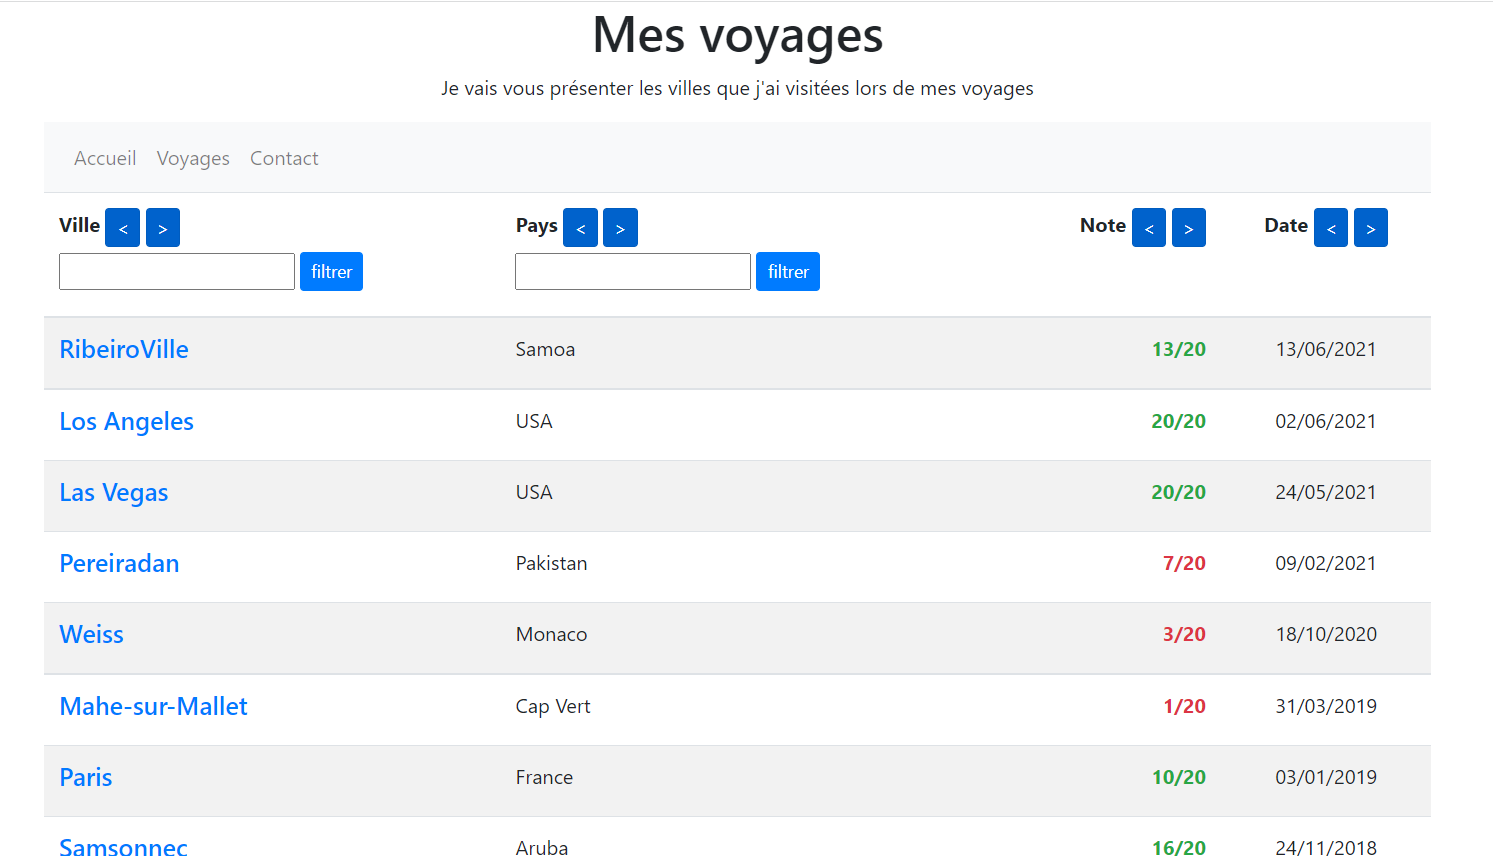 Mes voyages
Je vais vous présenter les villes que j'ai visitées lors de mes voyages
Accueil Voyages Contact
Ville < > Pays < > Note < > Date < >
filtrer filtrer
RibeiroVille Samoa 13/20 13/06/2021
Los Angeles USA 20/20 02/06/2021
Las Vegas USA 20/20 24/05/2021
Pereiradan Pakistan 7/20 09/02/2021
Weiss Monaco 3/20 18/10/2020
Mahe-sur-Mallet Cap Vert 1/20 31/03/2019
Paris France 10/20 03/01/2019
Samsonnec Aruba 16/20 24/11/2018